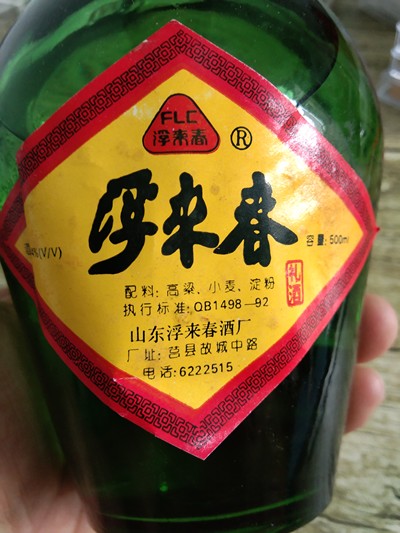 FLC
浮来春
®
浮来春
%(V/V)
容量:500ml
礼酒
配料:高粱、小麦、淀粉
执行标准:QB1498—92
山东浮来春酒厂
厂址:莒县故城中路
电话:6222515